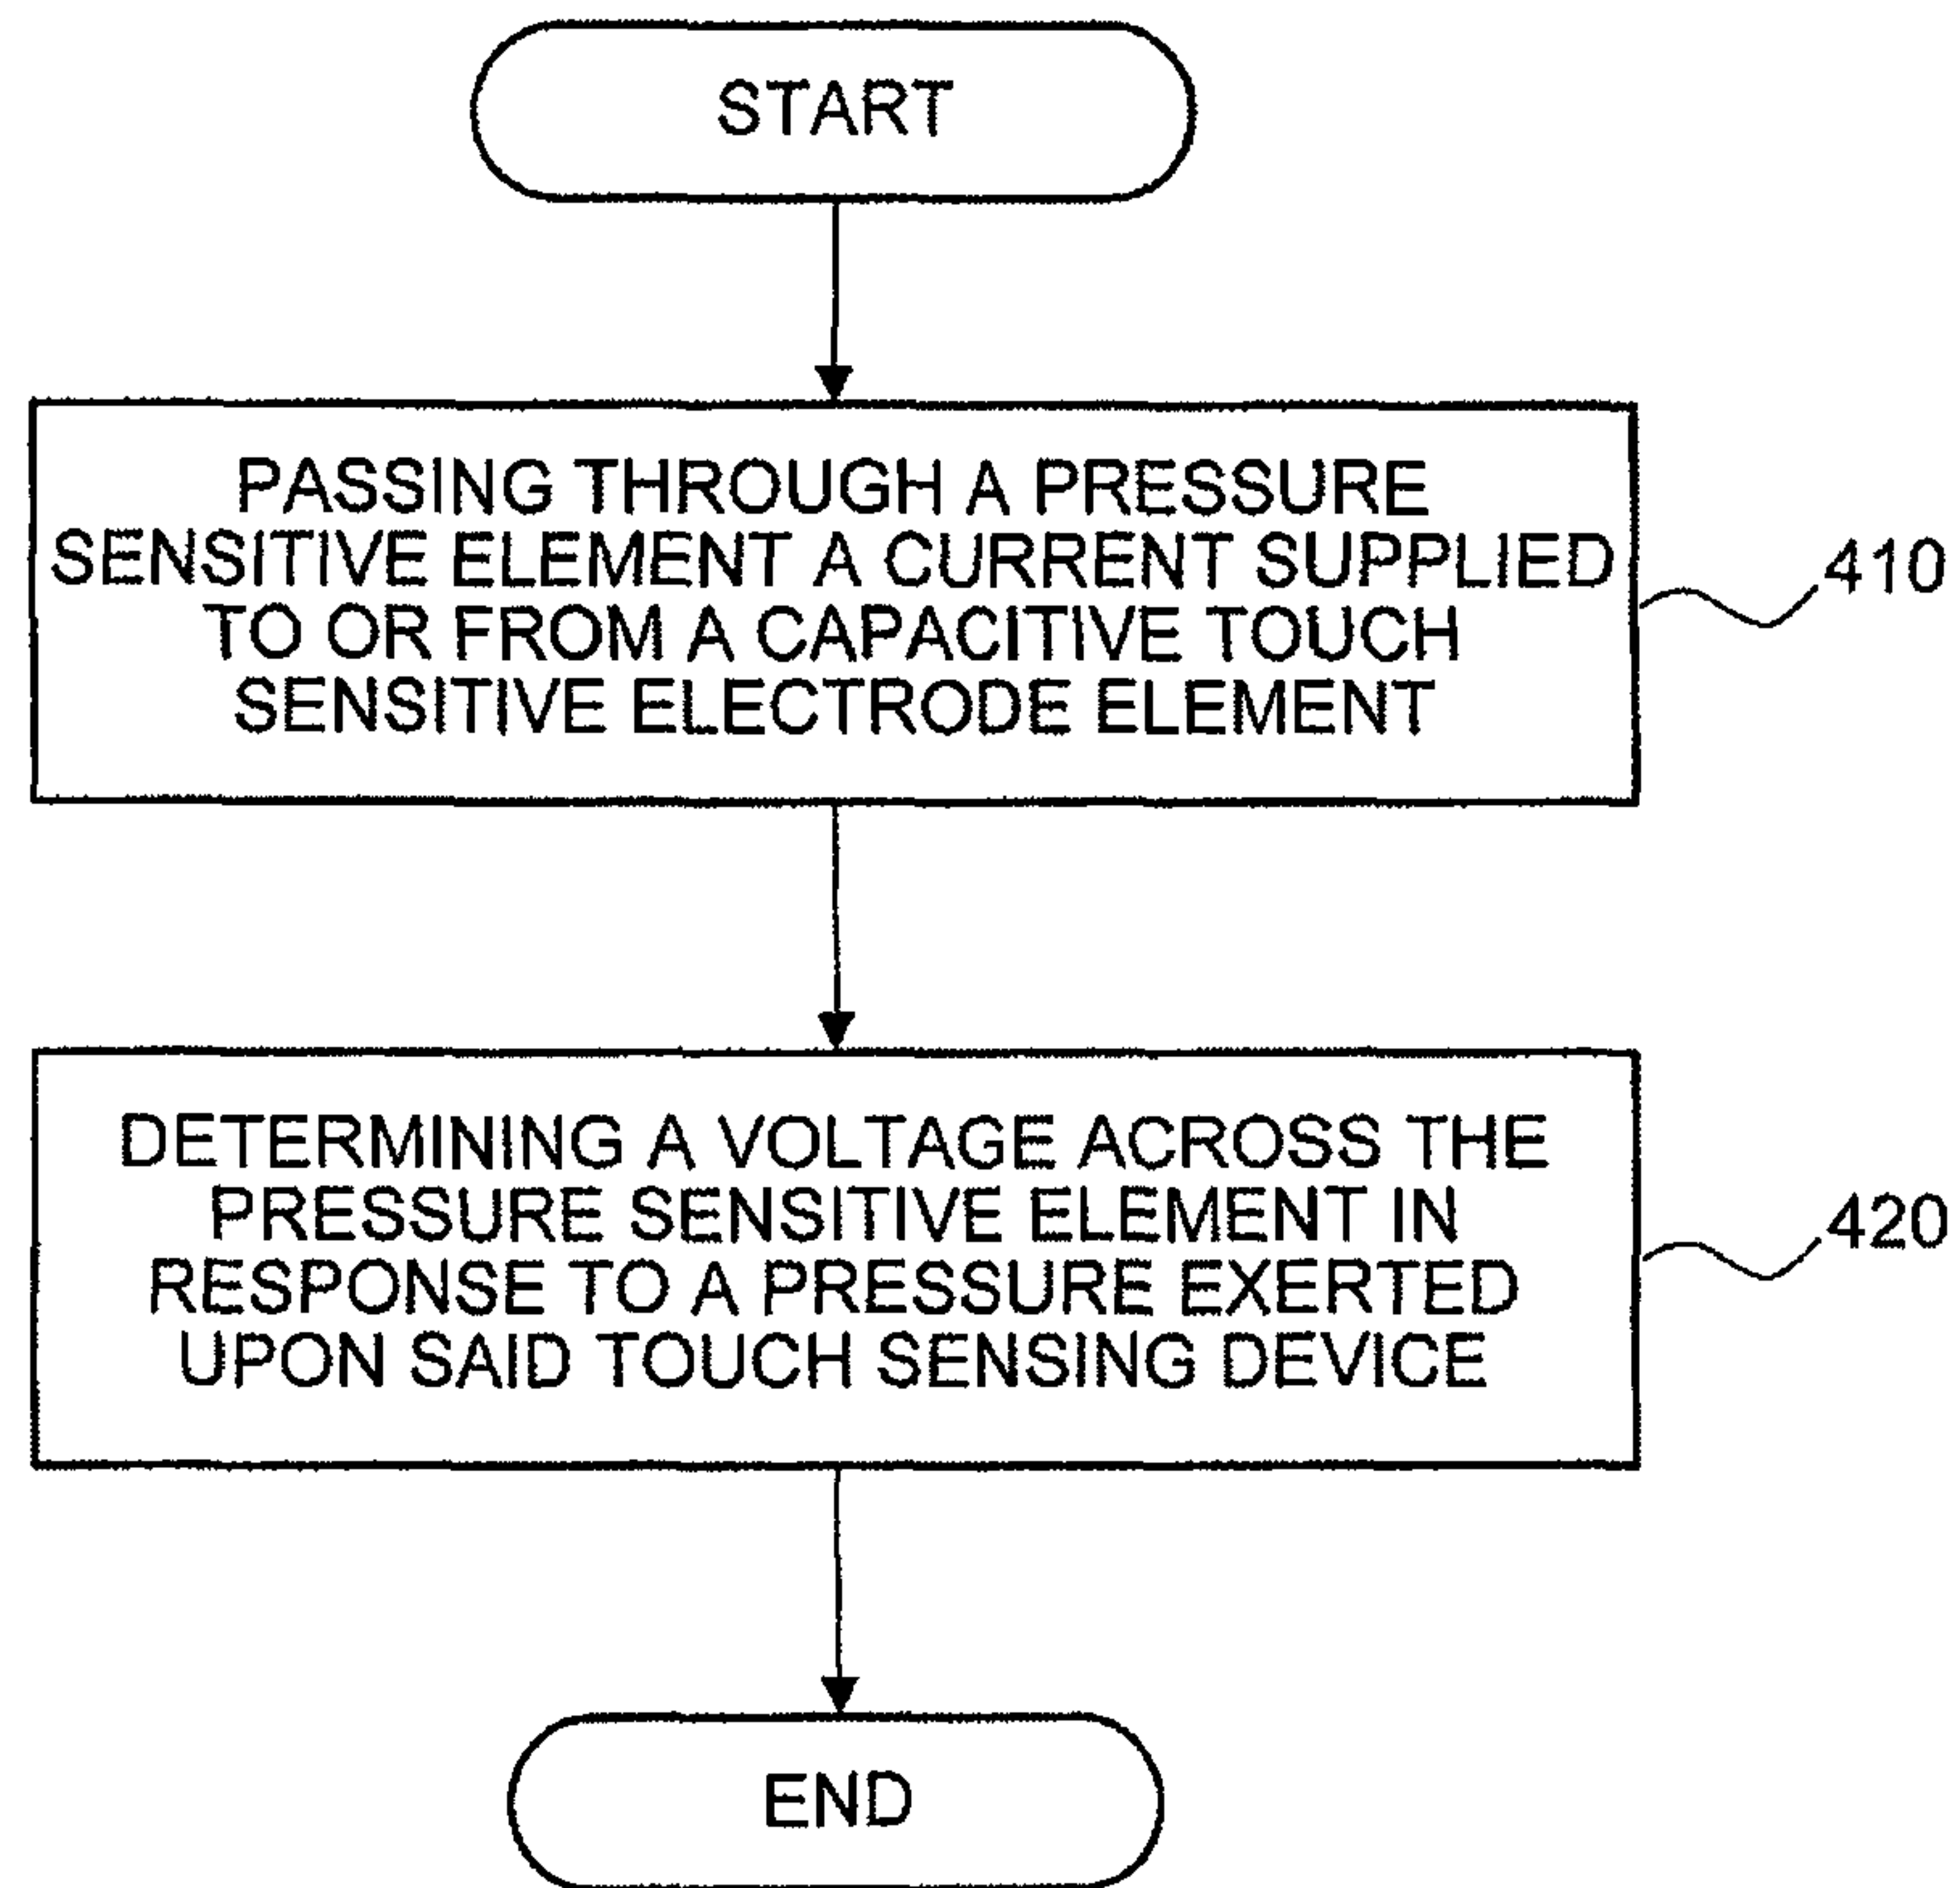 START
PASSING THROUGH A PRESSURE
SENSITIVE ELEMENT A CURRENT SUPPLIED
TO OR FROM A CAPACITIVE TOUCH
SENSITIVE ELECTRODE ELEMENT
410
DETERMINING A VOLTAGE ACROSS THE
PRESSURE SENSITIVE ELEMENT IN
RESPONSE TO A PRESSURE EXERTED
UPON SAID TOUCH SENSING DEVICE
420
END